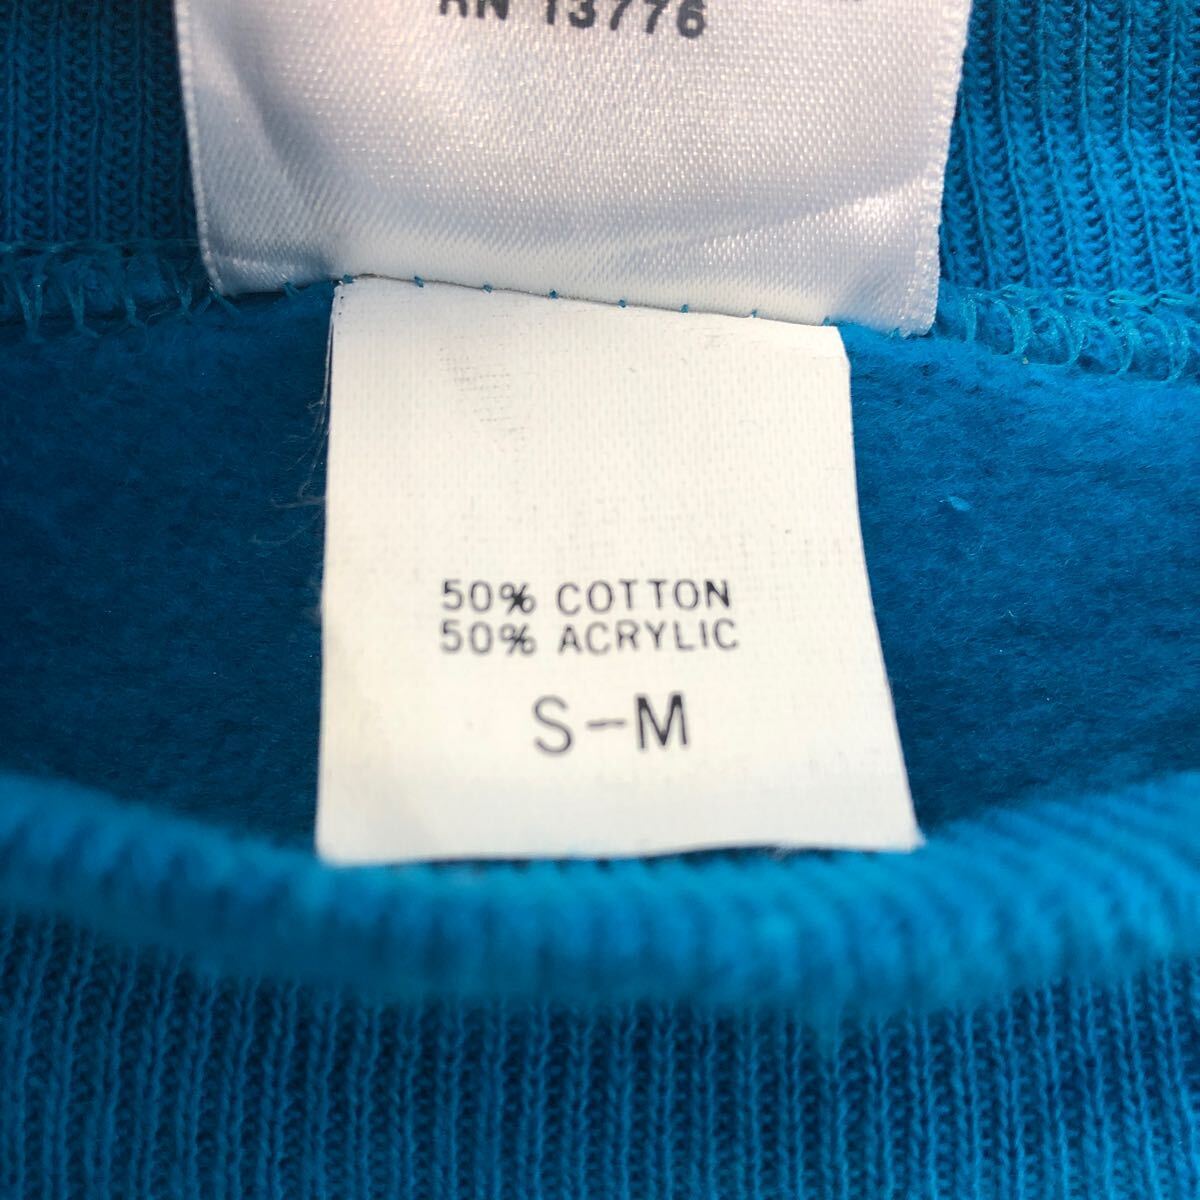 RN 13776
50% COTTON
50% ACRYLIC
S-M